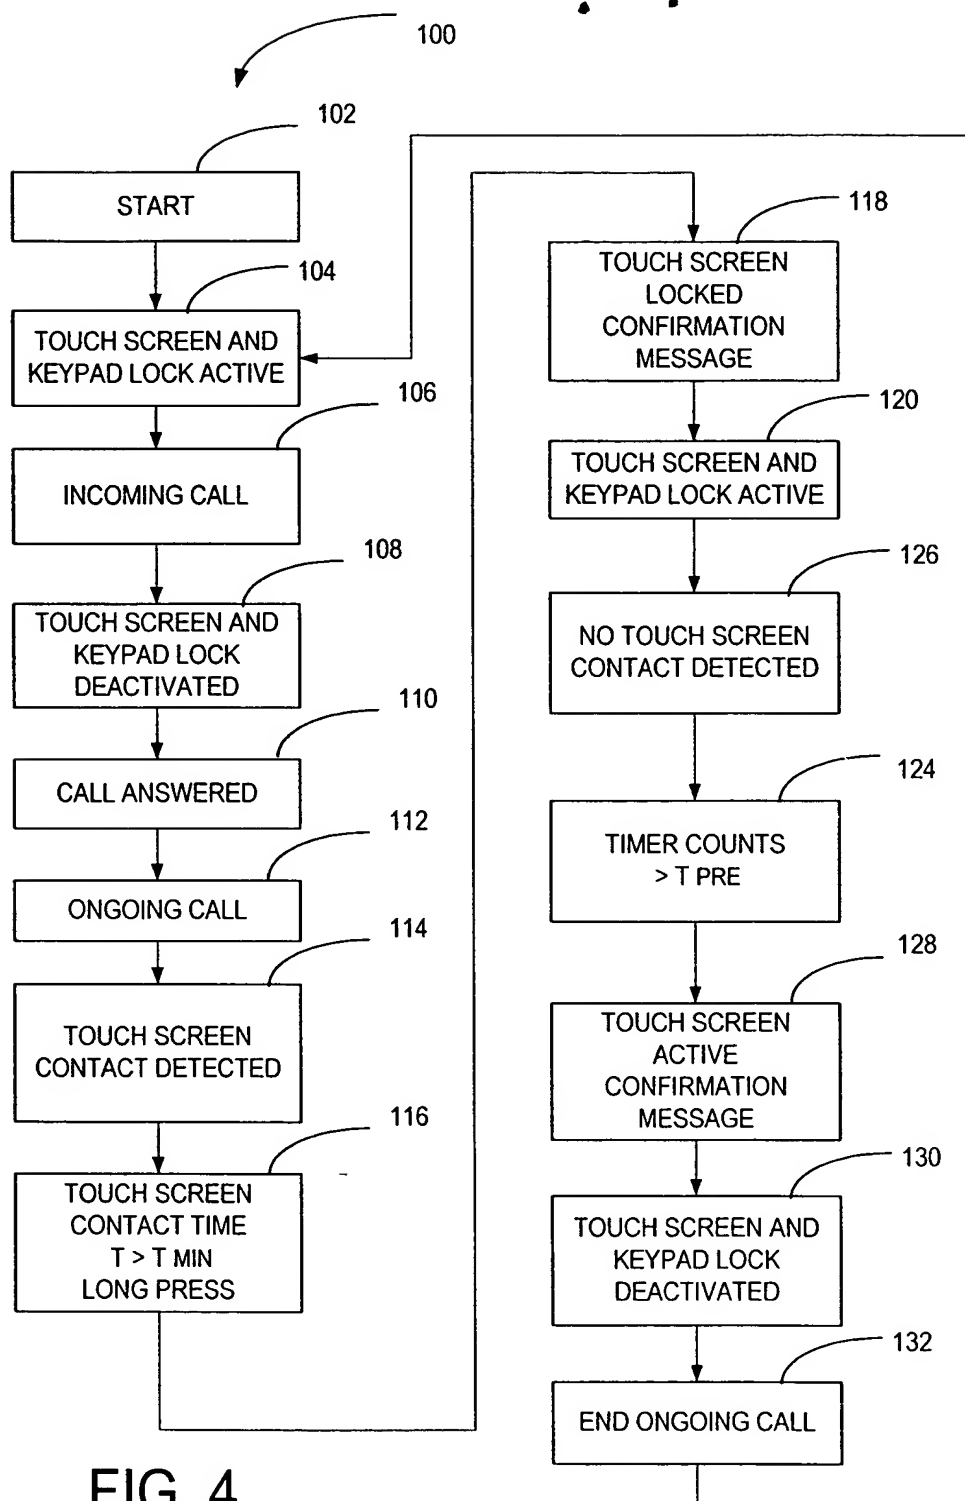 100
102
START
104
TOUCH SCREEN AND
KEYPAD LOCK ACTIVE
106
INCOMING CALL
108
TOUCH SCREEN AND
KEYPAD LOCK
DEACTIVATED
110
CALL ANSWERED
112
ONGOING CALL
114
TOUCH SCREEN
CONTACT DETECTED
116
TOUCH SCREEN
CONTACT TIME
T > T MIN
LONG PRESS
118
TOUCH SCREEN
LOCKED
CONFIRMATION
MESSAGE
120
TOUCH SCREEN AND
KEYPAD LOCK ACTIVE
126
NO TOUCH SCREEN
CONTACT DETECTED
124
TIMER COUNTS
> T PRE
128
TOUCH SCREEN
ACTIVE
CONFIRMATION
MESSAGE
130
TOUCH SCREEN AND
KEYPAD LOCK
DEACTIVATED
132
END ONGOING CALL
FIG. 4